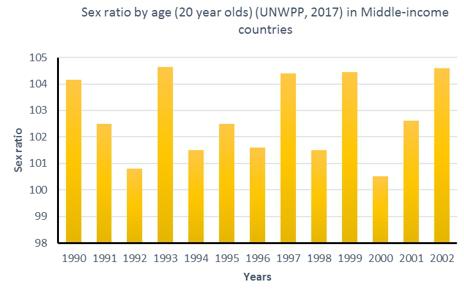 Sex ratio by age (20 year olds) (UNWPP, 2017) in Middle-income
countries
105
104
103
102
101
100
99
98
Sex ratio
1990 1991 1992 1993 1994 1995 1996 1997 1998 1999 2000 2001 2002
Years